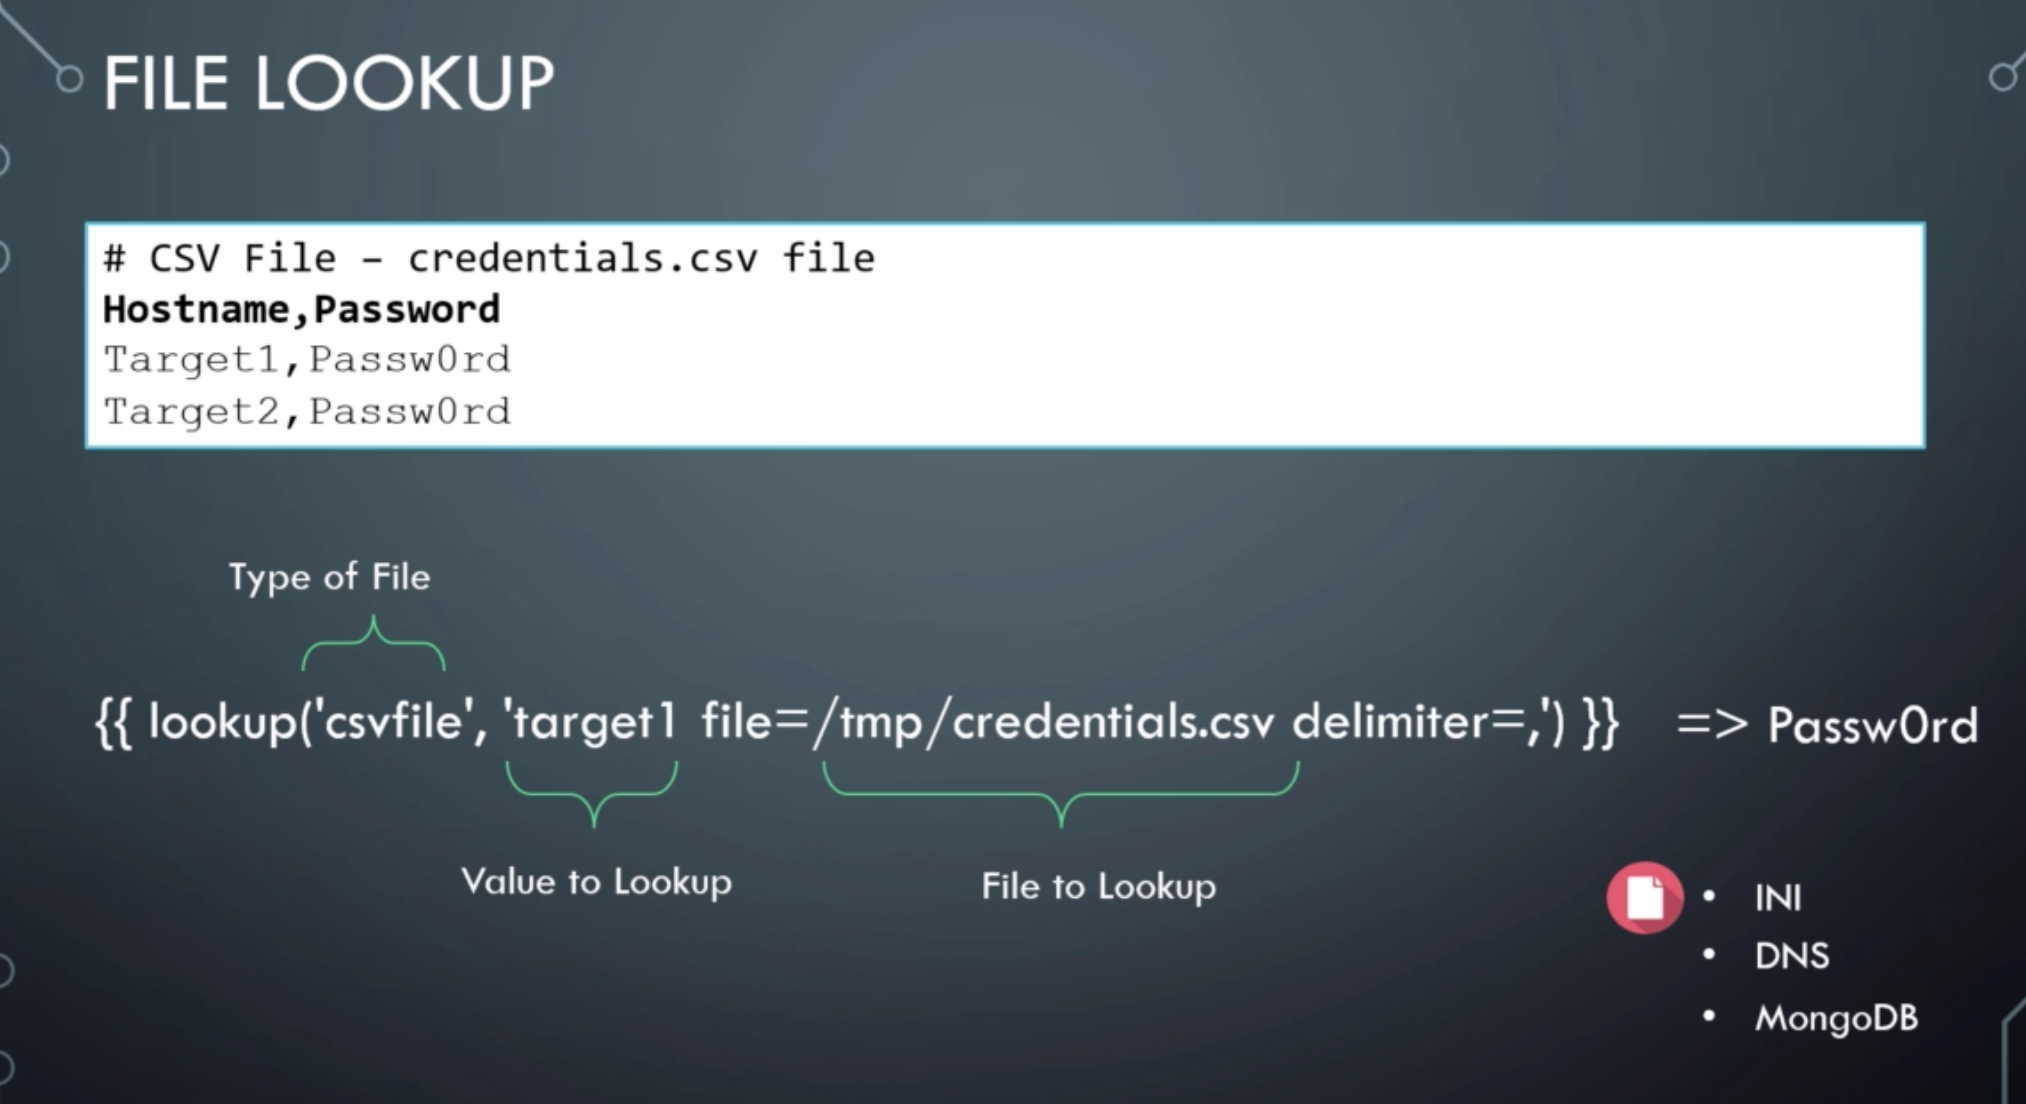 FILE LOOKUP
# CSV File – credentials.csv file
Hostname,Password
Target1,Passw0rd
Target2,Passw0rd
Type of File
{{ lookup('csvfile', 'target1 file=/tmp/credentials.csv delimiter=,') }} => Passw0rd
Value to Lookup
File to Lookup
• INI
• DNS
• MongoDB